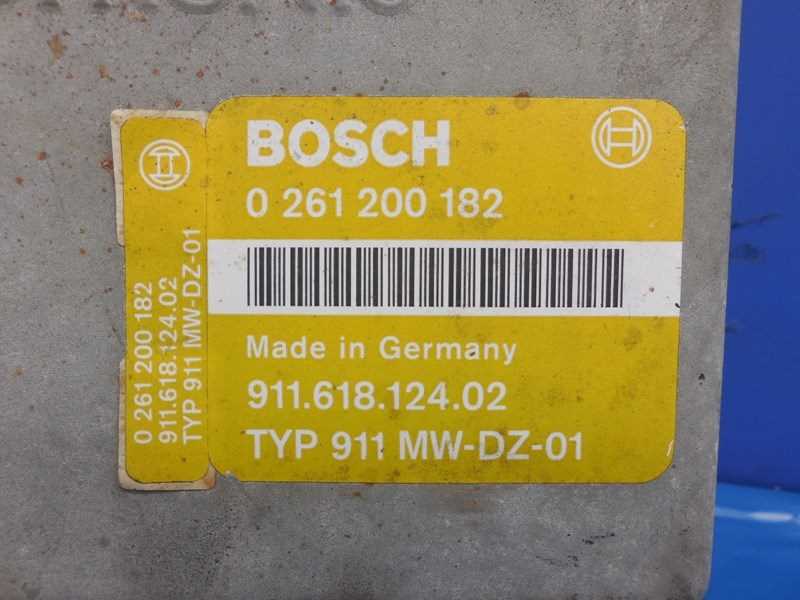 BOSCH
0 261 200 182
Made in Germany
911.618.124.02
TYP 911 MW-DZ-01
0 261 200 182
911.618.124.02
TYP 911 MW-DZ-01